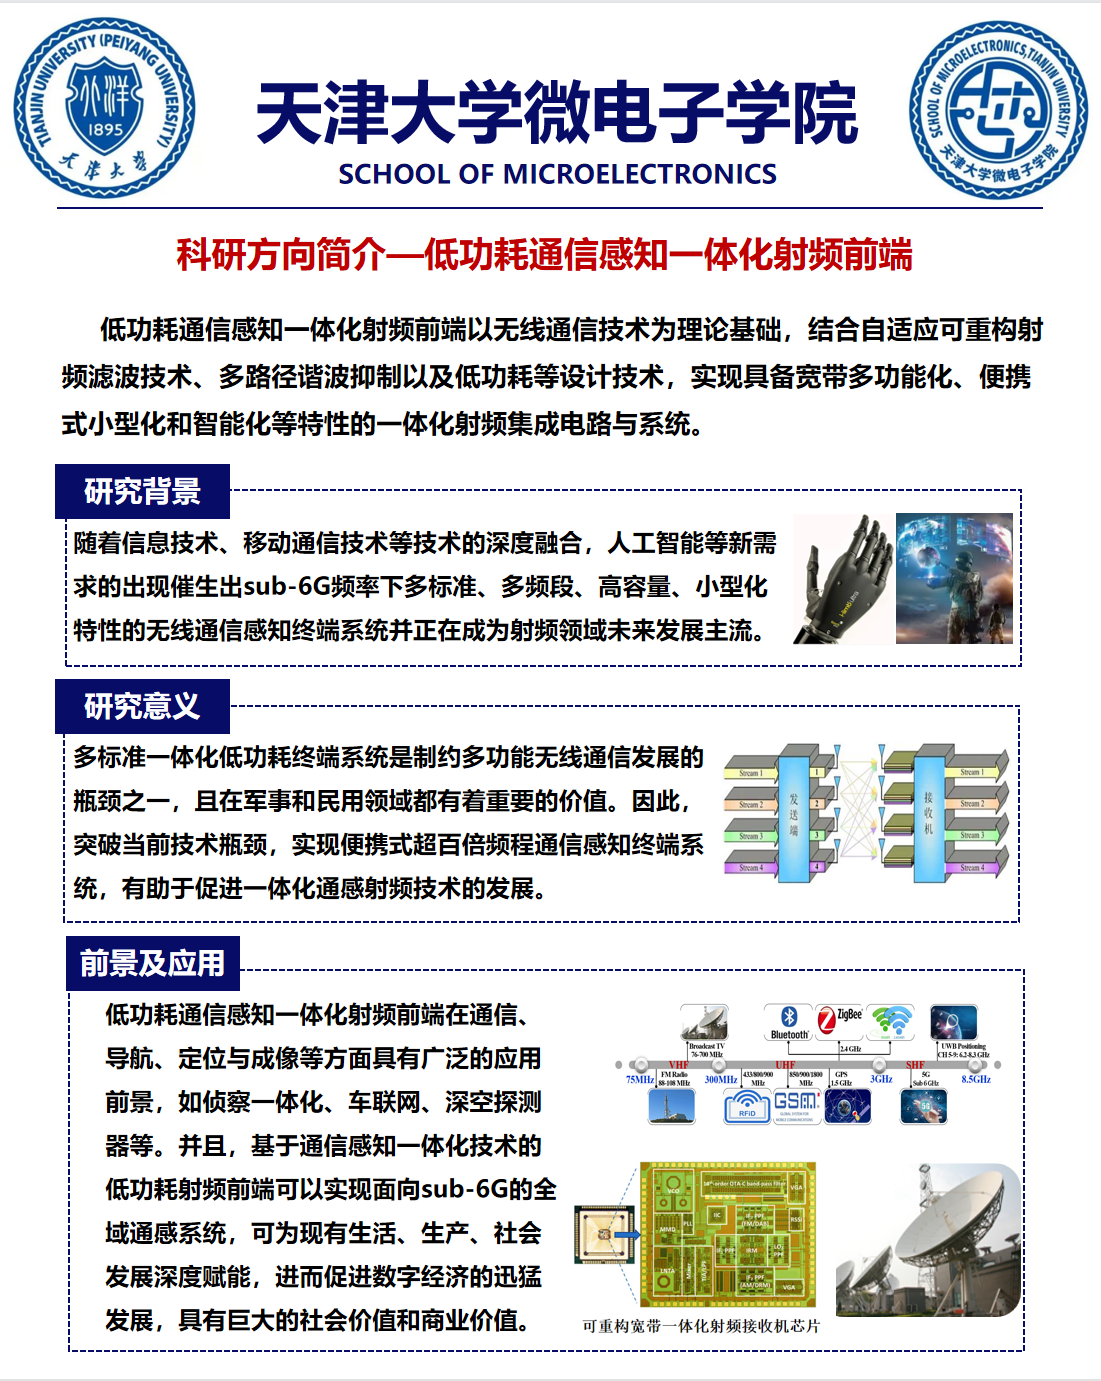 TIANJIN UNIVERSITY (PEIYANG UNIVERSITY)
北洋
1895
天津大学
天津大学微电子学院
SCHOOL OF MICROELECTRONICS
SCHOOL OF MICROELECTRONICS,TIANJIN UNIVERSITY
天津大学微电子学院
科研方向简介—低功耗通信感知一体化射频前端
低功耗通信感知一体化射频前端以无线通信技术为理论基础，结合自适应可重构射
频滤波技术、多路径谐波抑制以及低功耗等设计技术，实现具备宽带多功能化、便携
式小型化和智能化等特性的一体化射频集成电路与系统。
研究背景
随着信息技术、移动通信技术等技术的深度融合，人工智能等新需
求的出现催生出sub-6G频率下多标准、多频段、高容量、小型化
特性的无线通信感知终端系统并正在成为射频领域未来发展主流。
研究意义
多标准一体化低功耗终端系统是制约多功能无线通信发展的
瓶颈之一，且在军事和民用领域都有着重要的价值。因此，
突破当前技术瓶颈，实现便携式超百倍频程通信感知终端系
统，有助于促进一体化通感射频技术的发展。
Stream 1
Stream 2
Stream 3
Stream 4
发送端
1
2
3
4
接收机
Stream 1
Stream 2
Stream 3
Stream 4
前景及应用
低功耗通信感知一体化射频前端在通信、
导航、定位与成像等方面具有广泛的应用
前景，如侦察一体化、车联网、深空探测
器等。并且，基于通信感知一体化技术的
低功耗射频前端可以实现面向sub-6G的全
域通感系统，可为现有生活、生产、社会
发展深度赋能，进而促进数字经济的迅猛
发展，具有巨大的社会价值和商业价值。
Bluetooth
ZigBee
Broadcast TV
76-700 MHz
2.4 GHz
UWB Positioning
CH 5-9: 6.2-8.3 GHz
VHF
UHF
SHF
75MHz
300MHz
3GHz
8.5GHz
FM Radio
88-108 MHz
433/800/900
MHz
850/900/1800
MHz
GPS
1.5 GHz
5G
Sub 6 GHz
RFiD
GSM
5G
VCO
VGA
IIC
RSSI
MMD
PLL
IF₁ PPF
(FM/DAB)
IRM
LO₁
PPF
LNTA
Mixer
IF₂ PPF
(AM/DRM)
VGA
可重构宽带一体化射频接收机芯片